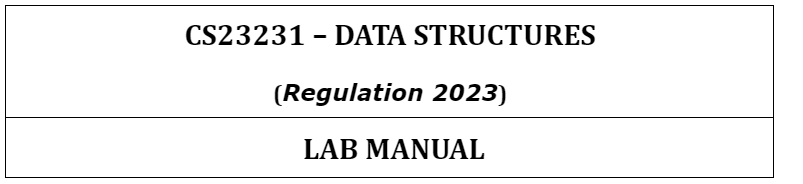 CS23231 – DATA STRUCTURES
(Regulation 2023)
LAB MANUAL